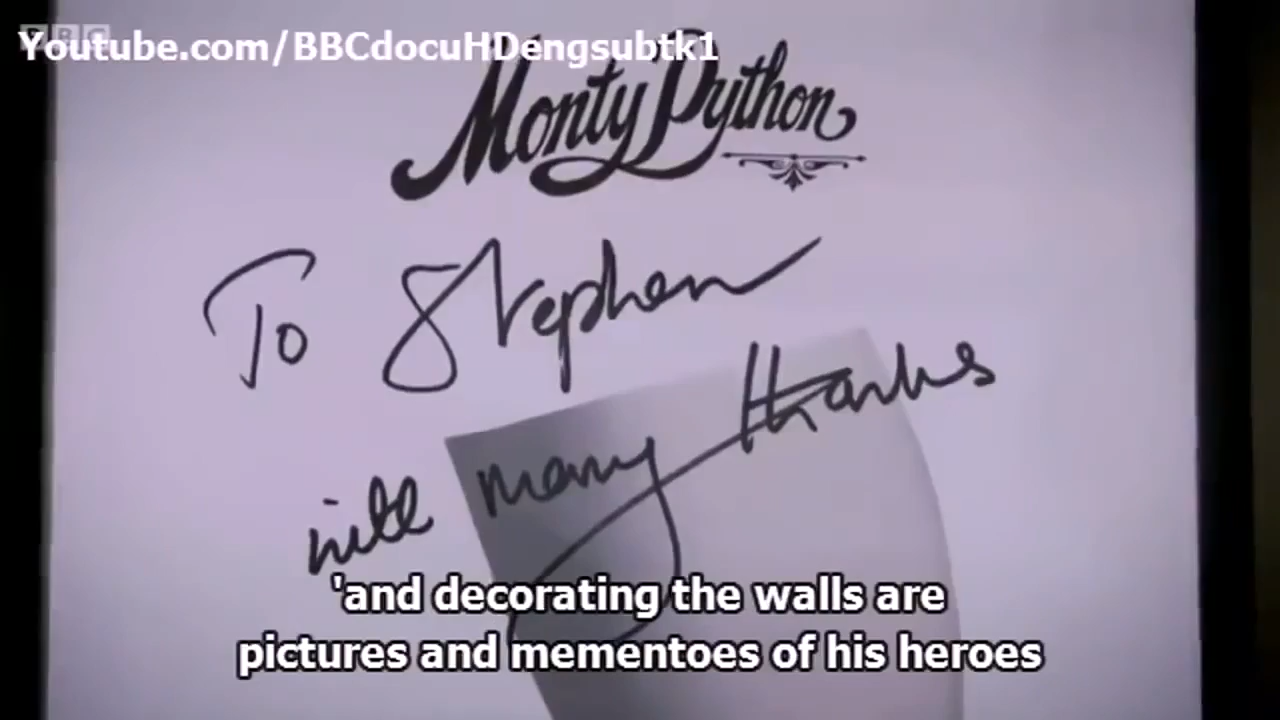 BBC
Youtube.com/BBCdocuHDengsubtk1
Monty Python
To Stephen
with many thanks
'and decorating the walls are
pictures and mementoes of his heroes